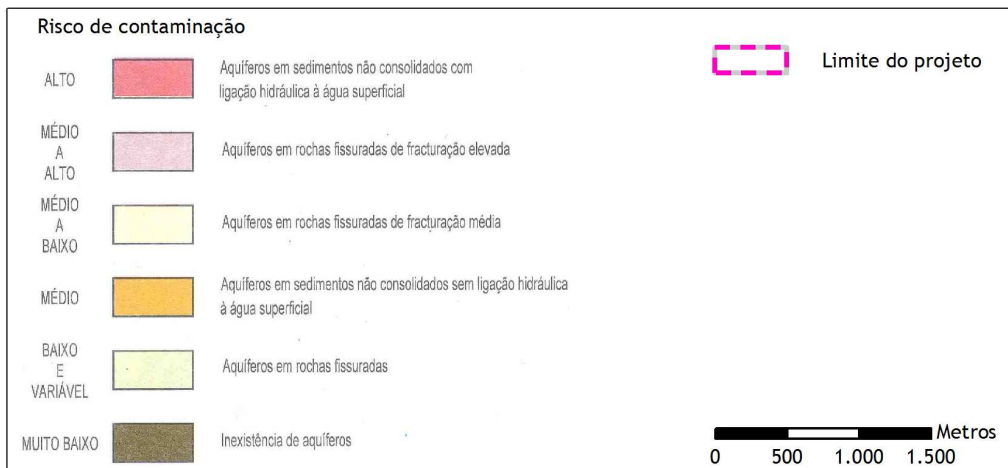 Risco de contaminação
ALTO
Aquíferos em sedimentos não consolidados com
ligação hidráulica à água superficial
MÉDIO
A
ALTO
Aquíferos em rochas fissuradas de fracturação elevada
MÉDIO
A
BAIXO
Aquíferos em rochas fissuradas de fracturação média
MÉDIO
Aquíferos em sedimentos não consolidados sem ligação hidráulica
à água superficial
BAIXO
E
VARIÁVEL
Aquíferos em rochas fissuradas
MUITO BAIXO
Inexistência de aquíferos
Limite do projeto
Metros
0 500 1.000 1.500